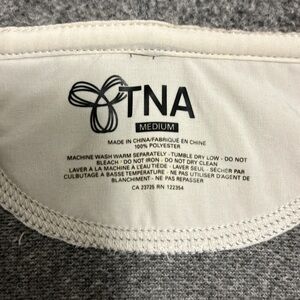 TNA
MEDIUM
MADE IN CHINA/FABRIQUÉ EN CHINE
100% POLYESTER
MACHINE WASH WARM SEPARATELY - TUMBLE DRY LOW - DO NOT
BLEACH - DO NOT IRON - DO NOT DRY CLEAN
LAVER A LA MACHINE A L'EAU TIÈDE - LAVER SEUL - SÉCHER PAR
CULBUTAGE A BASSE TEMPERATURE - NE PAS UTILISER D'AGENT DE
BLANCHIMENT - NE PAS REPASSER
CA 23725 RN 122354